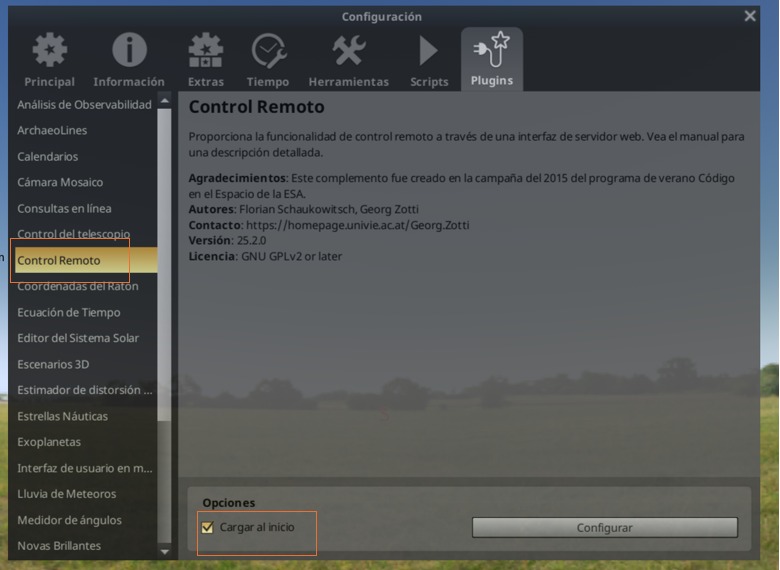 Configuración
Principal
Información
Extras
Tiempo
Herramientas
Scripts
Plugins
Análisis de Observabilidad
ArchaeoLines
Calendarios
Cámara Mosaico
Consultas en línea
Control del telescopio
Control Remoto
Coordenadas del Ratón
Ecuación de Tiempo
Editor del Sistema Solar
Escenarios 3D
Estimador de distorsión ...
Estrellas Náuticas
Exoplanetas
Interfaz de usuario en m...
Lluvia de Meteoros
Medidor de ángulos
Novas Brillantes
Control Remoto
Proporciona la funcionalidad de control remoto a través de una interfaz de servidor web. Vea el manual para
una descripción detallada.
Agradecimientos: Este complemento fue creado en la campaña del 2015 del programa de verano Código
en el Espacio de la ESA.
Autores: Florian Schaukowitsch, Georg Zotti
Contacto: https://homepage.univie.ac.at/Georg.Zotti
Versión: 25.2.0
Licencia: GNU GPLv2 or later
Opciones
Cargar al inicio
Configurar